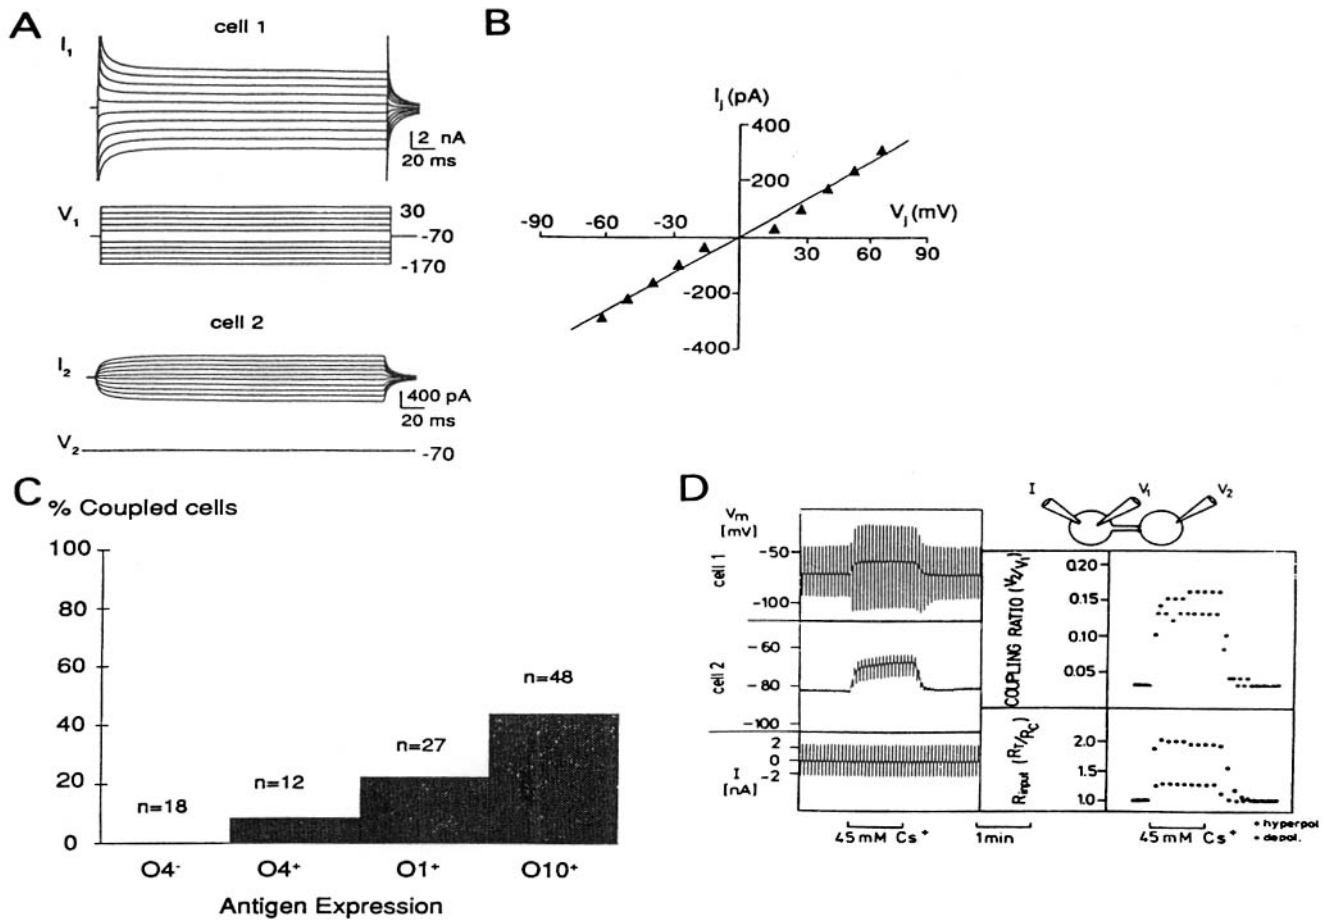 A
cell 1
I1
2 nA
20 ms
V1
30
-70
-170
cell 2
I2
400 pA
20 ms
V2
-70
B
Ij (pA)
400
200
-90
-60
-30
Vj (mV)
30
60
90
-200
-400
C
% Coupled cells
100
80
60
40
20
0
n=18
n=12
n=27
n=48
O4-
O4+
O1+
O10+
Antigen Expression
D
I
V1
V2
Vm
[mV]
cell 1
-50
-100
cell 2
-60
-80
-100
I
[nA]
2
0
-2
45 mM Cs+
1min
COUPLING RATIO (V2/V1)
0.20
0.15
0.10
0.05
Rinput (RT/RC)
2.0
1.5
1.0
45 mM Cs+
• hyperpol
• depol.